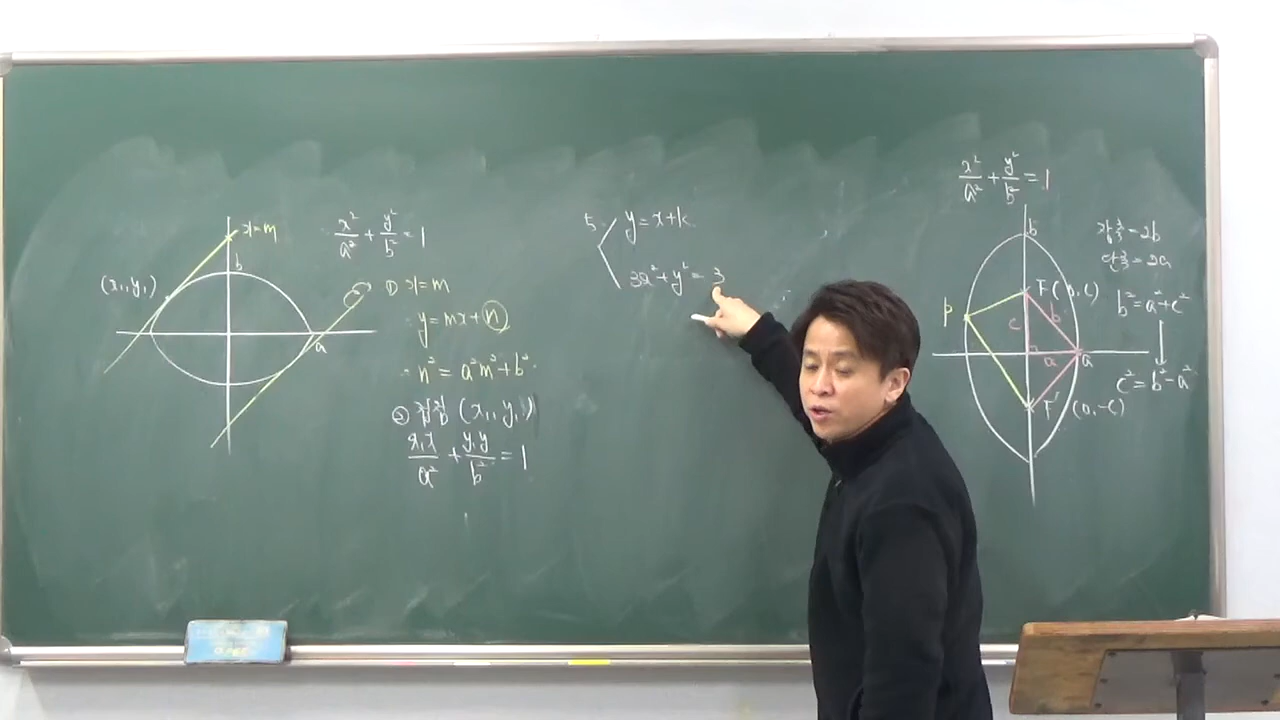 x=m
b
(x₁, y₁)
a
x²/a² + y²/b² = 1
① x=m
y=mx+n
n² = a²m²+b²
② 접점 (x₁, y₁)
x₁x/a² + y₁y/b² = 1
5.
y=x+k
3x²+y²=3
x²/a² + y²/b² = 1
b
P
F(0, c)
c
b
a
a
F' (0, -c)
장축=2b
단축=2a
b²=a²+c²
c²=b²-a²